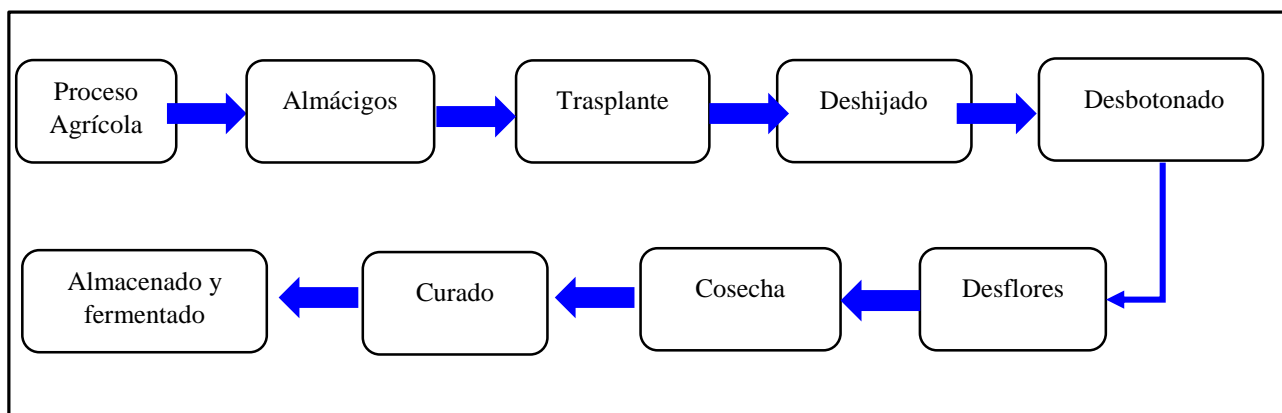 Proceso
Agrícola
Almácigos
Trasplante
Deshijado
Desbotonado
Desflores
Cosecha
Curado
Almacenado y
fermentado